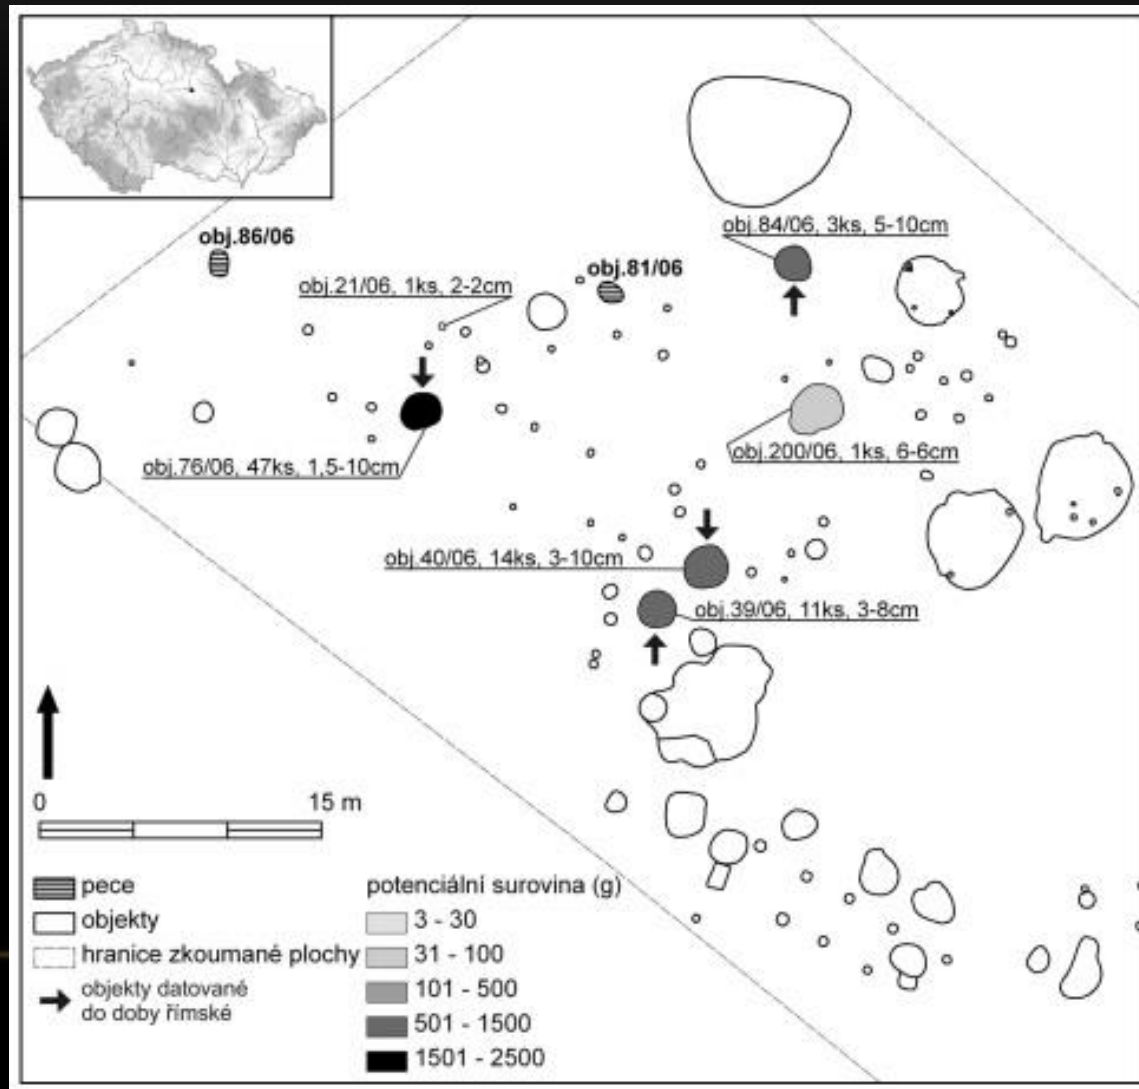 obj.84/06, 3ks, 5-10cm
obj.86/06
obj.81/06
obj.21/06, 1ks, 2-2cm
obj.200/06, 1ks, 6-6cm
obj.76/06, 47ks, 1,5-10cm
obj.40/06, 14ks, 3-10cm
obj.39/06, 11ks, 3-8cm
0 15 m
pece
objekty
hranice zkoumané plochy
objekty datované
do doby římské
potenciální surovina (g)
3 - 30
31 - 100
101 - 500
501 - 1500
1501 - 2500